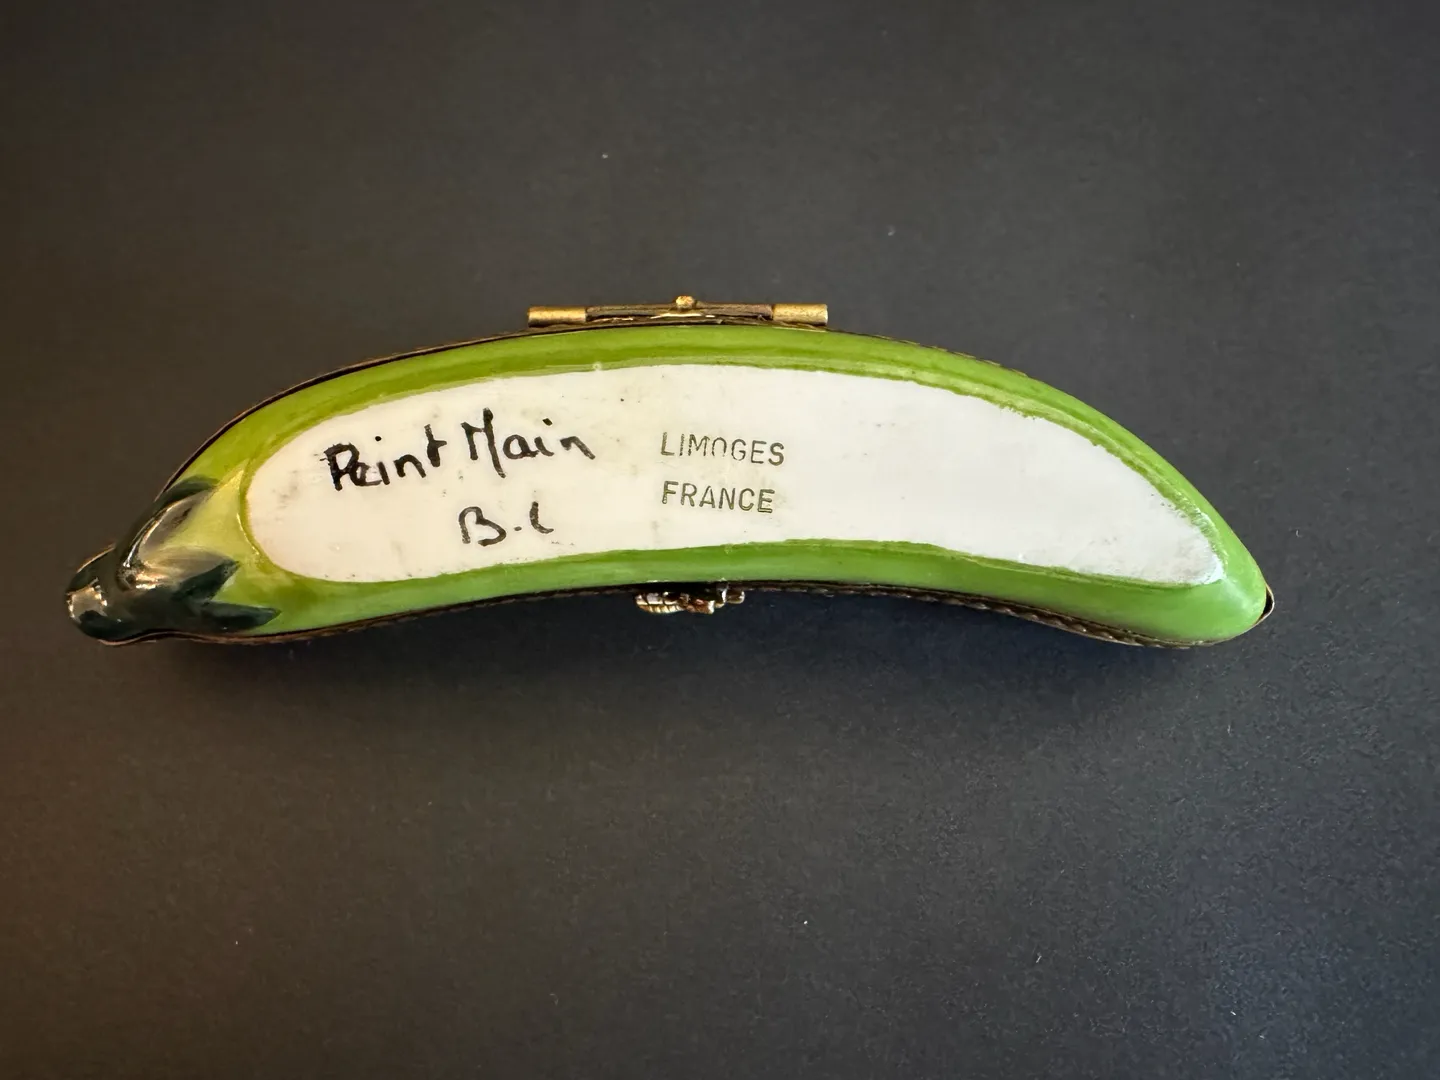 Peint Main
B.L
LIMOGES
FRANCE